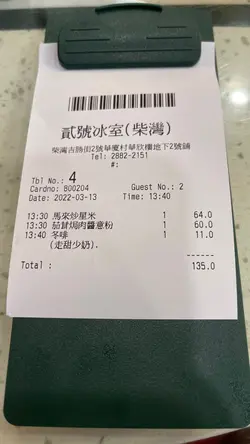 貳號冰室(柴灣)
柴灣吉勝街2號華廈村華欣樓地下2號舖
Tel: 2882-2151
#:
Tbl No.: 4
Cardno: 800204 Guest No.: 2
Date: 2022-03-13 Time: 13:40
13:30 馬來炒星米 1 64.0
13:30 茄茸焗肉醬意粉 1 60.0
13:40 冬啡 1 11.0
(走甜少奶).
Total : 135.0